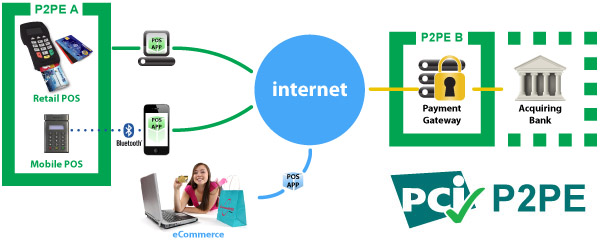 P2PE A
Retail POS
Mobile POS
Bluetooth
POS
APP
POS
APP
internet
POS
APP
eCommerce
P2PE B
Payment
Gateway
Acquiring
Bank
PCi P2PE